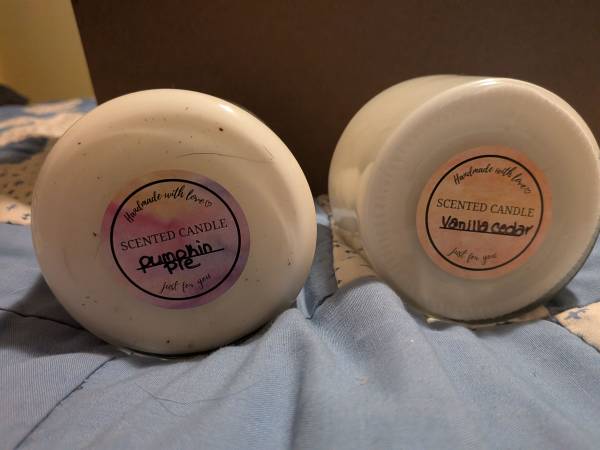 Handmade with love♡
SCENTED CANDLE
pumpkin
pie
Just for you
Handmade with love♡
SCENTED CANDLE
vanilla cedar
Just for you